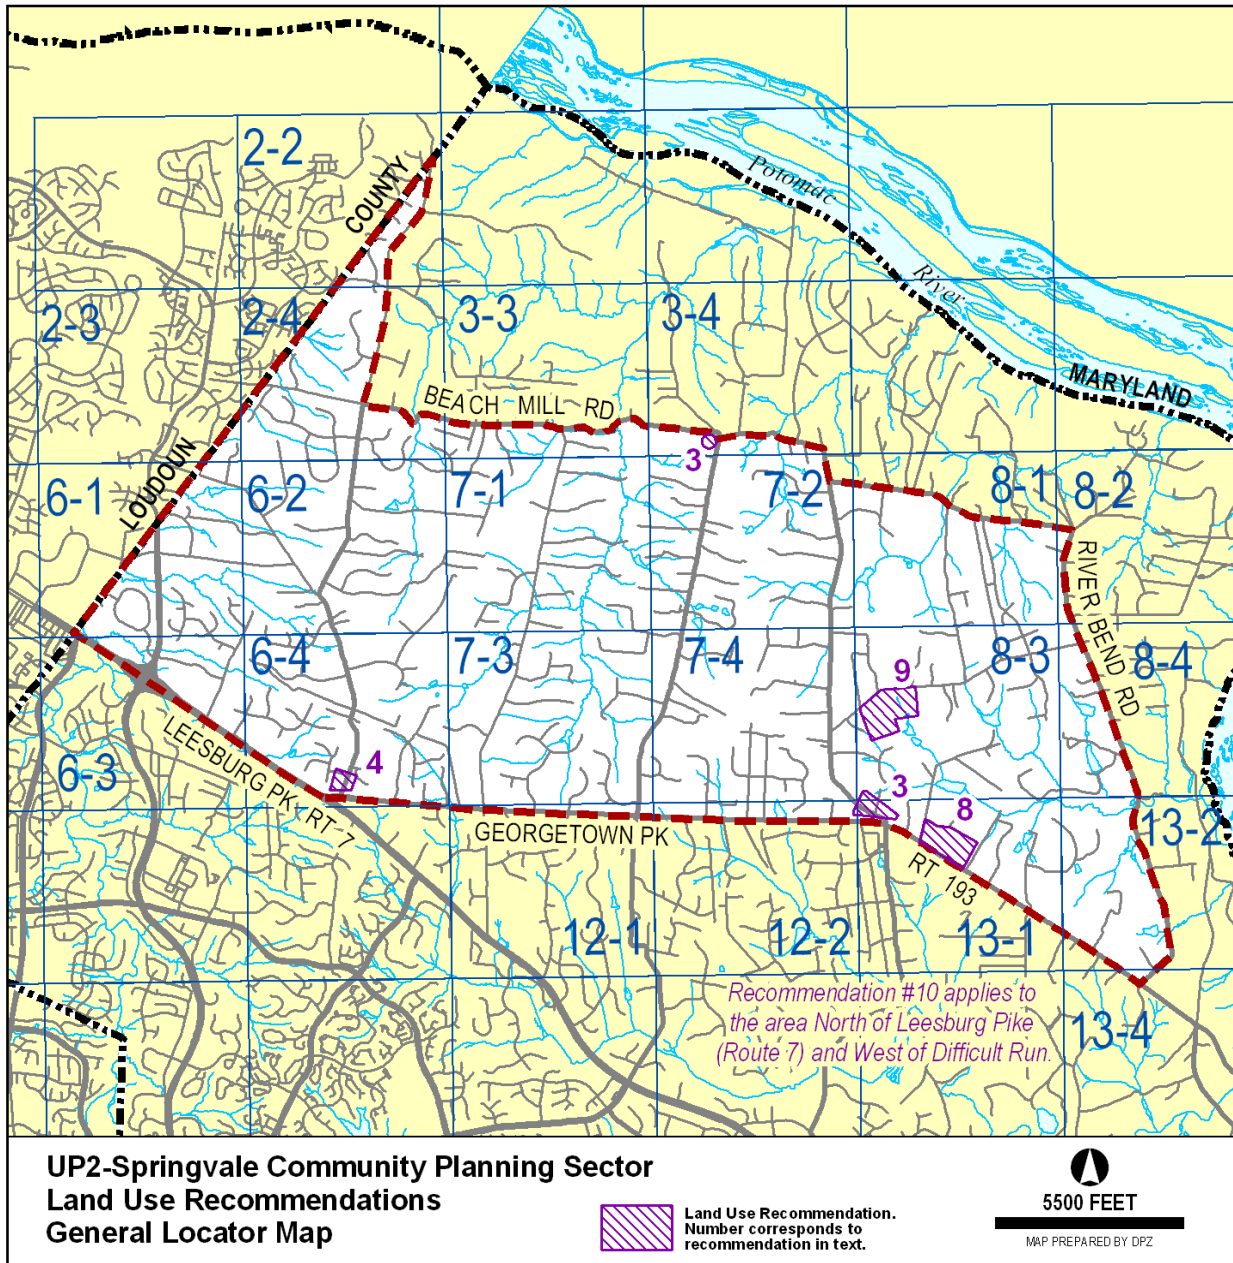 2-2
COUNTY
Potomac
River
2-3
2-4
3-3
3-4
MARYLAND
BEACH MILL RD
3
LOUDOUN
6-1
6-2
7-1
7-2
8-1
8-2
RIVER BEND RD
6-4
7-3
7-4
8-3
8-4
9
6-3
LEESBURG PK RT 7
4
3
8
GEORGETOWN PK
RT 193
13-2
12-1
12-2
13-1
Recommendation #10 applies to
the area North of Leesburg Pike
(Route 7) and West of Difficult Run.
13-4
UP2-Springvale Community Planning Sector
Land Use Recommendations
General Locator Map
Land Use Recommendation.
Number corresponds to
recommendation in text.
5500 FEET
MAP PREPARED BY DPZ